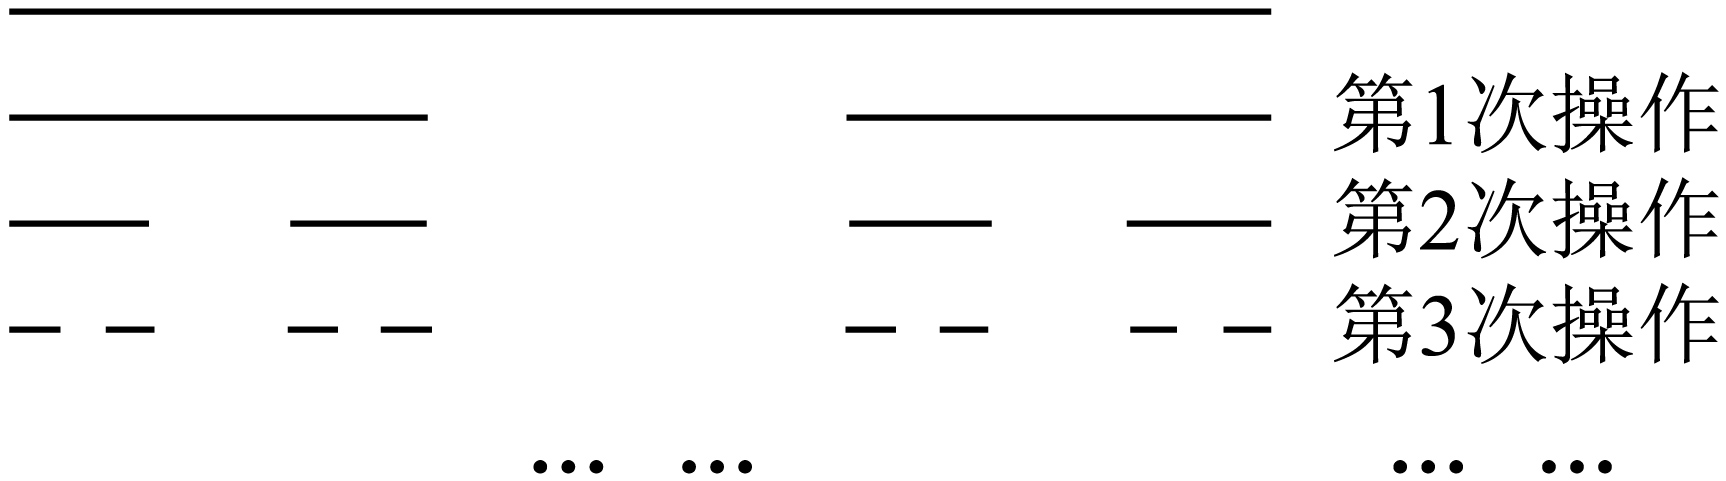 第1次操作
第2次操作
第3次操作
… … … …